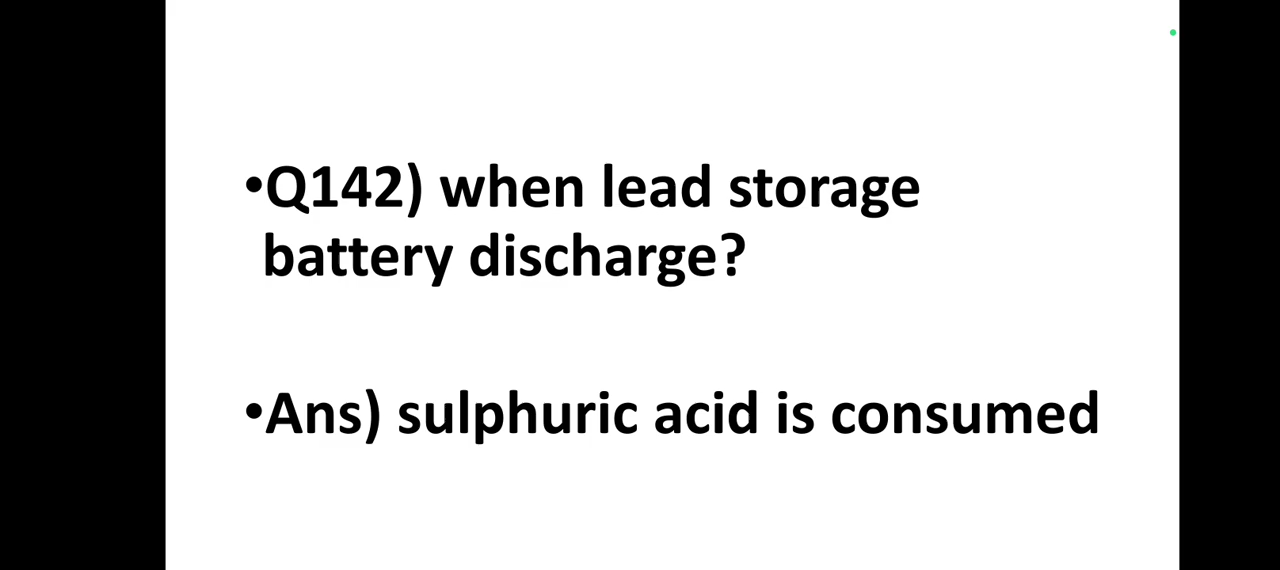 •Q142) when lead storage
battery discharge?
•Ans) sulphuric acid is consumed